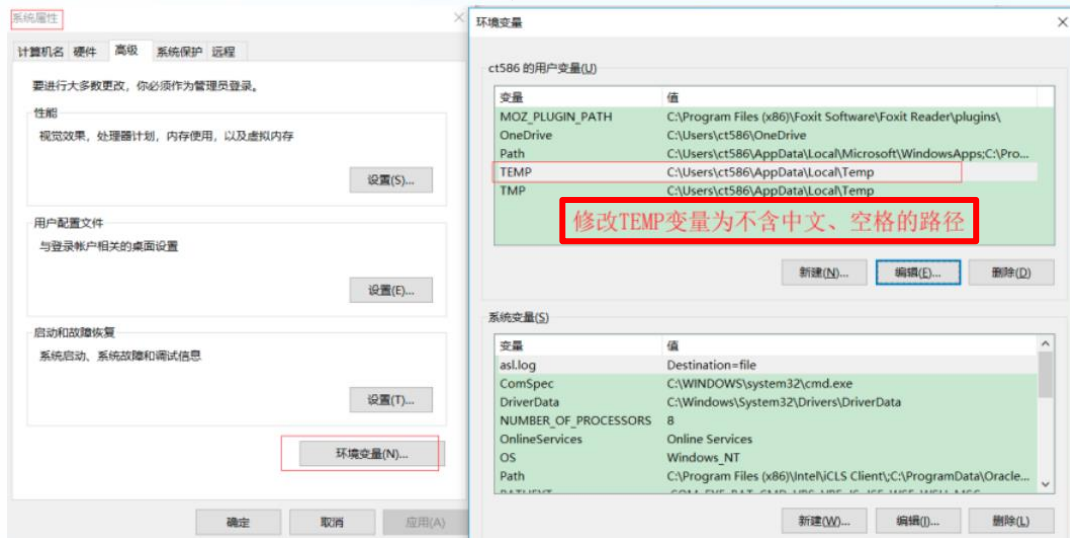 系统属性
计算机名 硬件 高级 系统保护 远程
要进行大多数更改，你必须作为管理员登录。
性能
视觉效果，处理器计划，内存使用，以及虚拟内存
设置(S)...
用户配置文件
与登录帐户相关的桌面设置
设置(E)...
启动和故障恢复
系统启动、系统故障和调试信息
设置(T)...
环境变量(N)...
确定 取消 应用(A)
环境变量
ct586 的用户变量(U)
变量 值
MOZ_PLUGIN_PATH C:\Program Files (x86)\Foxit Software\Foxit Reader\plugins\
OneDrive C:\Users\ct586\OneDrive
Path C:\Users\ct586\AppData\Local\Microsoft\WindowsApps;C:\Pro...
TEMP C:\Users\ct586\AppData\Local\Temp
TMP C:\Users\ct586\AppData\Local\Temp
修改TEMP变量为不含中文、空格的路径
新建(N)... 编辑(E)... 删除(D)
系统变量(S)
变量 值
asl.log Destination=file
ComSpec C:\WINDOWS\system32\cmd.exe
DriverData C:\Windows\System32\Drivers\DriverData
NUMBER_OF_PROCESSORS 8
OnlineServices Online Services
OS Windows_NT
Path C:\Program Files (x86)\Intel\iCLS Client\;C:\ProgramData\Oracle...
新建(W)... 编辑(I)... 删除(L)